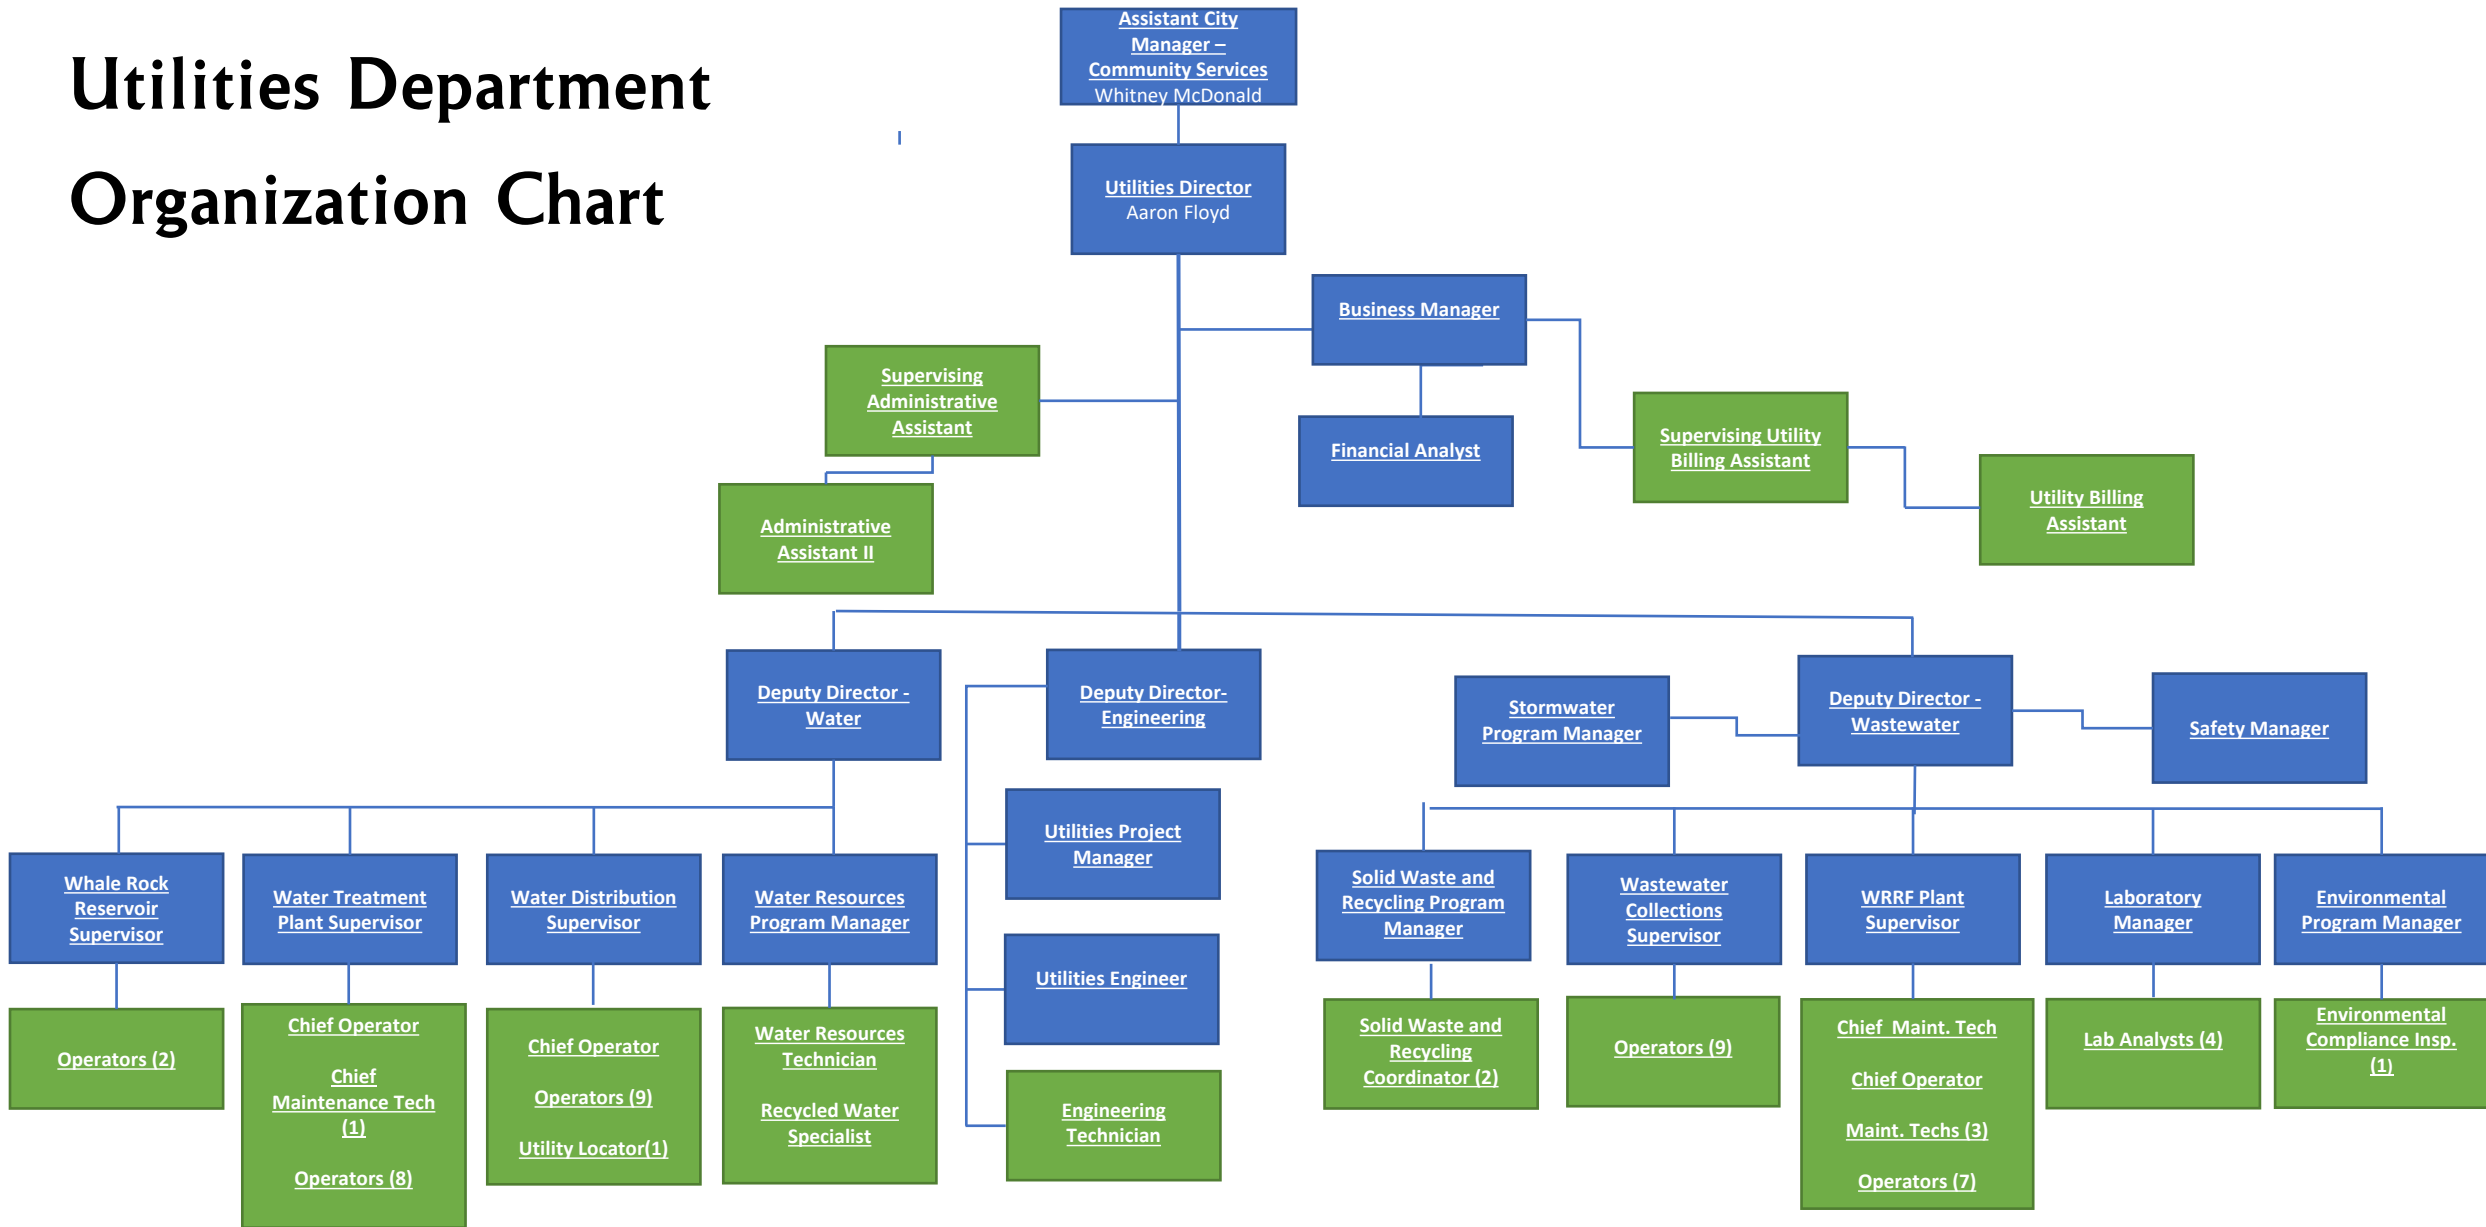 Utilities Department
Organization Chart
Assistant City
Manager –
Community Services
Whitney McDonald
Utilities Director
Aaron Floyd
Business Manager
Supervising
Administrative
Assistant
Financial Analyst
Supervising Utility
Billing Assistant
Administrative
Assistant II
Utility Billing
Assistant
Deputy Director -
Water
Deputy Director-
Engineering
Stormwater
Program Manager
Deputy Director -
Wastewater
Safety Manager
Utilities Project
Manager
Utilities Engineer
Engineering
Technician
Whale Rock
Reservoir
Supervisor
Water Treatment
Plant Supervisor
Water Distribution
Supervisor
Water Resources
Program Manager
Solid Waste and
Recycling Program
Manager
Wastewater
Collections
Supervisor
WRRF Plant
Supervisor
Laboratory
Manager
Environmental
Program Manager
Operators (2)
Chief Operator
Chief
Maintenance Tech
(1)
Operators (8)
Chief Operator
Operators (9)
Utility Locator(1)
Water Resources
Technician
Recycled Water
Specialist
Solid Waste and
Recycling
Coordinator (2)
Operators (9)
Chief  Maint. Tech
Chief Operator
Maint. Techs (3)
Operators (7)
Lab Analysts (4)
Environmental
Compliance Insp.
(1)